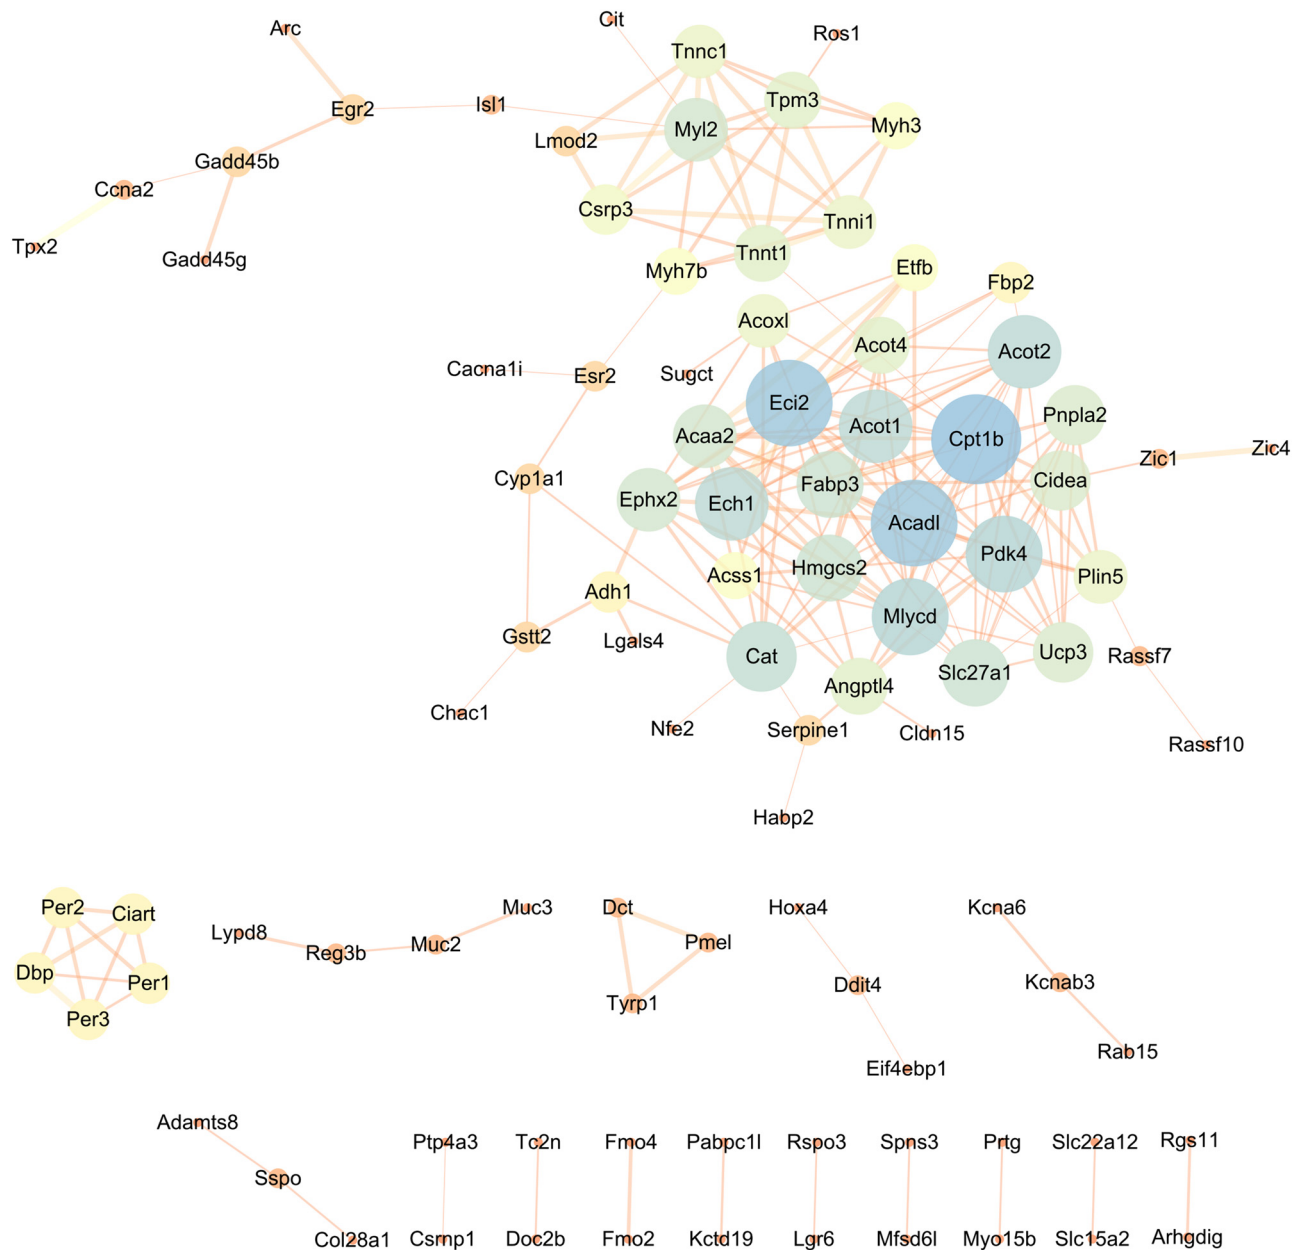 Cit
Arc
Ros1
Tnnc1
Tpm3
Isl1
Egr2
Myl2
Myh3
Lmod2
Gadd45b
Ccna2
Csrp3
Tnni1
Tpx2
Gadd45g
Tnnt1
Myh7b
Etfb
Fbp2
Acoxl
Acot4
Acot2
Cacna1i
Esr2
Sugct
Eci2
Pnpla2
Acot1
Acaa2
Cpt1b
Zic4
Zic1
Cyp1a1
Cidea
Fabp3
Ephx2
Ech1
Acadl
Pdk4
Hmgcs2
Acss1
Plin5
Adh1
Mlycd
Gstt2
Lgals4
Ucp3
Cat
Rassf7
Slc27a1
Angptl4
Chac1
Nfe2
Serpine1
Cldn15
Rassf10
Habp2
Per2
Ciart
Muc3
Dct
Hoxa4
Kcna6
Lypd8
Muc2
Pmel
Reg3b
Dbp
Per1
Ddit4
Kcnab3
Tyrp1
Per3
Rab15
Eif4ebp1
Adamts8
Ptp4a3
Tc2n
Fmo4
Pabpc1l
Rspo3
Spns3
Prtg
Slc22a12
Rgs11
Sspo
Col28a1
Csrnp1
Doc2b
Fmo2
Kctd19
Lgr6
Mfsd6l
Myo15b
Slc15a2
Arhgdig